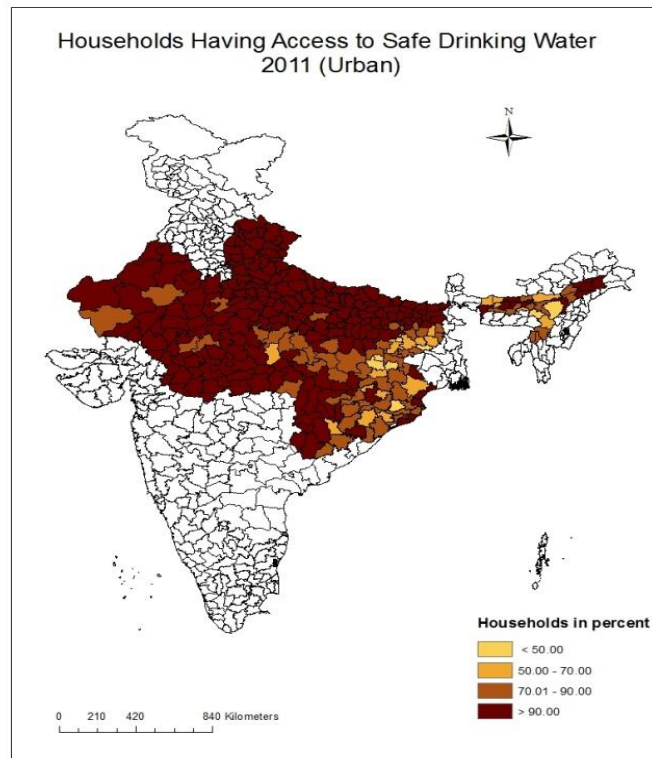 Households Having Access to Safe Drinking Water
2011 (Urban)
N
Households in percent
< 50.00
50.00 - 70.00
70.01 - 90.00
> 90.00
0 210 420 840 Kilometers